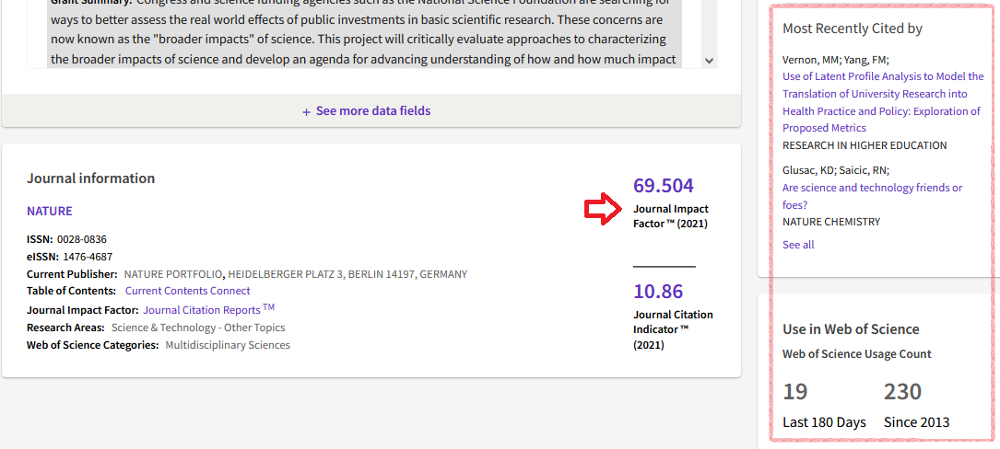 Grant Summary: Congress and science funding agencies such as the National Science Foundation are searching for
ways to better assess the real world effects of public investments in basic scientific research. These concerns are
now known as the "broader impacts" of science. This project will critically evaluate approaches to characterizing
the broader impacts of science and develop an agenda for advancing understanding of how and how much impact
+ See more data fields
Journal information
NATURE
ISSN: 0028-0836
eISSN: 1476-4687
Current Publisher: NATURE PORTFOLIO, HEIDELBERGER PLATZ 3, BERLIN 14197, GERMANY
Table of Contents: Current Contents Connect
Journal Impact Factor: Journal Citation Reports TM
Research Areas: Science & Technology - Other Topics
Web of Science Categories: Multidisciplinary Sciences
69.504
Journal Impact
Factor ™ (2021)
10.86
Journal Citation
Indicator ™
(2021)
Most Recently Cited by
Vernon, MM; Yang, FM;
Use of Latent Profile Analysis to Model the
Translation of University Research into
Health Practice and Policy: Exploration of
Proposed Metrics
RESEARCH IN HIGHER EDUCATION
Glusac, KD; Saicic, RN;
Are science and technology friends or
foes?
NATURE CHEMISTRY
See all
Use in Web of Science
Web of Science Usage Count
19 230
Last 180 Days Since 2013